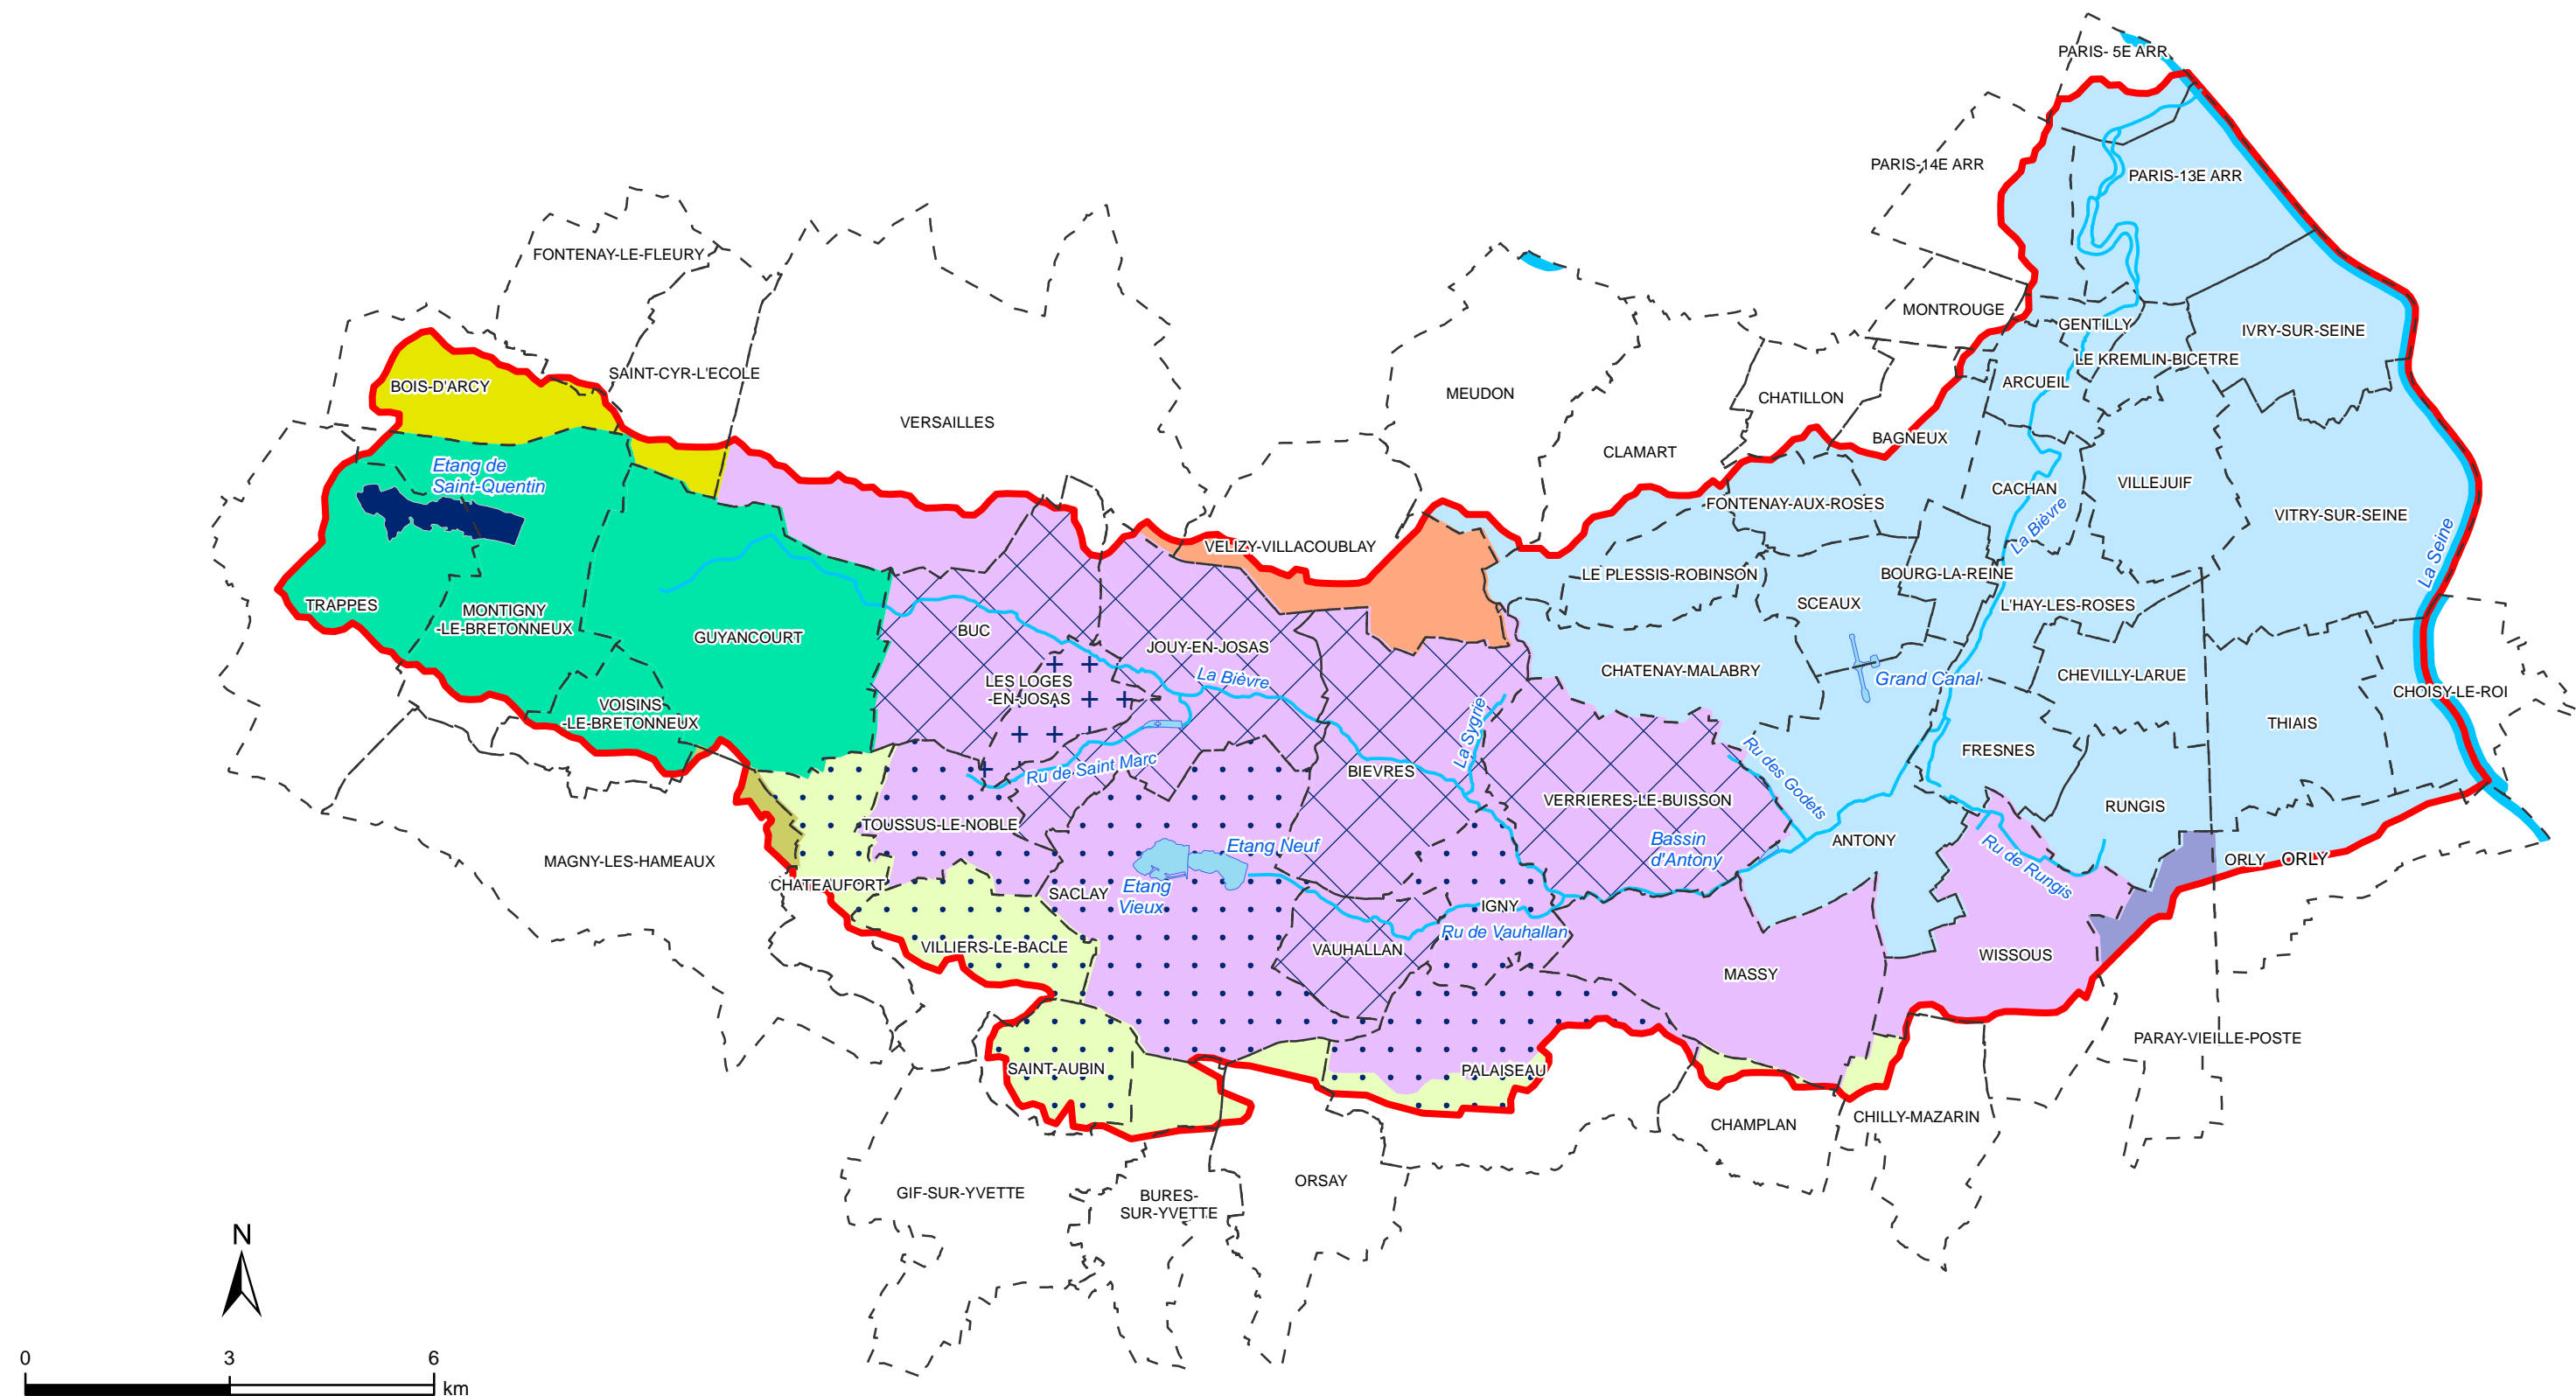 PARIS- 5E ARR
PARIS-14E ARR
PARIS-13E ARR
FONTENAY-LE-FLEURY
MONTROUGE
GENTILLY
IVRY-SUR-SEINE
LE KREMLIN-BICETRE
SAINT-CYR-L'ECOLE
BOIS-D'ARCY
ARCUEIL
MEUDON
CHATILLON
VERSAILLES
BAGNEUX
CLAMART
Etang de
Saint-Quentin
VILLEJUIF
CACHAN
FONTENAY-AUX-ROSES
VITRY-SUR-SEINE
La Bièvre
VELIZY-VILLACOUBLAY
La Seine
LE PLESSIS-ROBINSON
BOURG-LA-REINE
SCEAUX
L'HAY-LES-ROSES
TRAPPES
MONTIGNY
-LE-BRETONNEUX
GUYANCOURT
BUC
JOUY-EN-JOSAS
CHATENAY-MALABRY
CHEVILLY-LARUE
La Bièvre
Grand Canal
LES LOGES
-EN-JOSAS
CHOISY-LE-ROI
VOISINS
-LE-BRETONNEUX
THIAIS
La Sygrie
FRESNES
Ru de Saint Marc
BIEVRES
Ru des Godets
VERRIERES-LE-BUISSON
RUNGIS
TOUSSUS-LE-NOBLE
ANTONY
Bassin
d'Antony
Etang Neuf
MAGNY-LES-HAMEAUX
ORLY
ORLY
Ru de Rungis
CHATEAUFORT
SACLAY
Etang
Vieux
IGNY
Ru de Vauhallan
VILLIERS-LE-BACLE
VAUHALLAN
WISSOUS
MASSY
PARAY-VIEILLE-POSTE
SAINT-AUBIN
PALAISEAU
CHAMPLAN
CHILLY-MAZARIN
ORSAY
GIF-SUR-YVETTE
BURES-
SUR-YVETTE
N
0 3 6
km